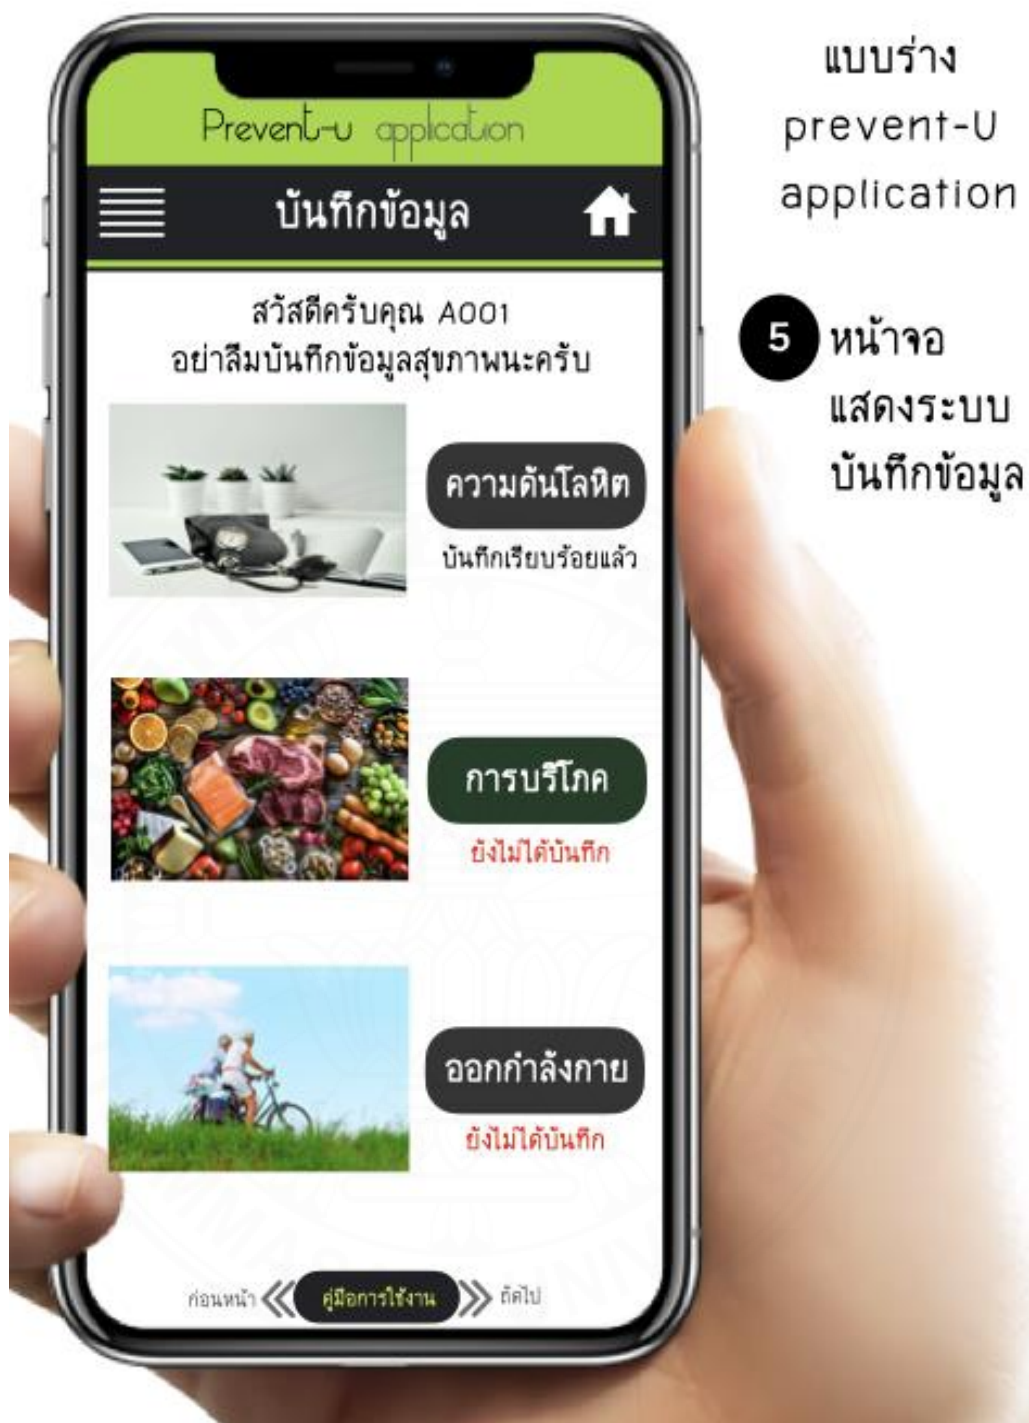 แบบร่าง
prevent-U
application
5 หน้าจอ
แสดงระบบ
บันทึกข้อมูล
Prevent-U application
บันทึกข้อมูล
สวัสดีครับคุณ A001
อย่าลืมบันทึกข้อมูลสุขภาพนะครับ
ความดันโลหิต
บันทึกเรียบร้อยแล้ว
การบริโภค
ยังไม่ได้บันทึก
ออกกำลังกาย
ยังไม่ได้บันทึก
ก่อนหน้า คู่มือการใช้งาน ถัดไป